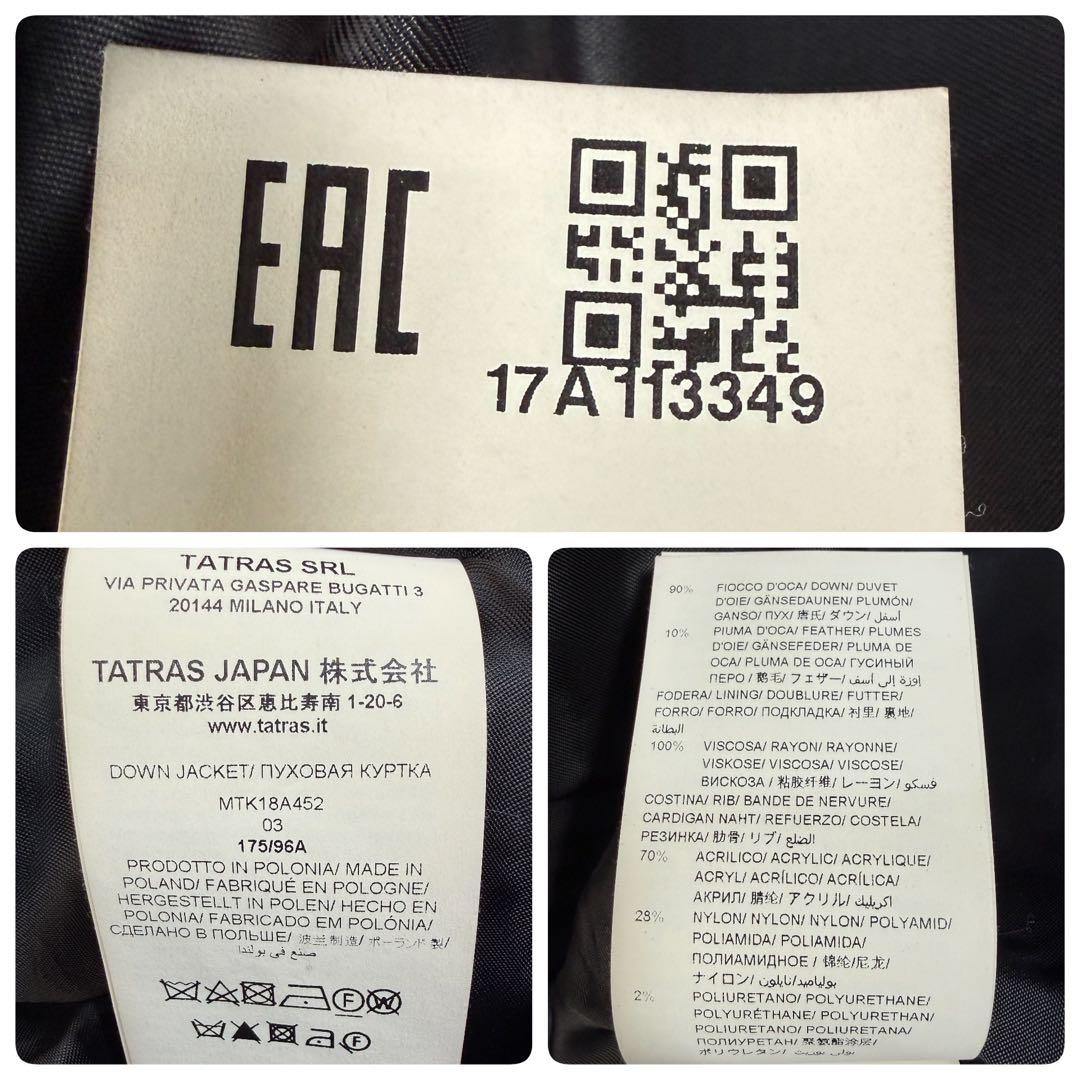 EAC
17A113349
TATRAS SRL
VIA PRIVATA GASPARE BUGATTI 3
20144 MILANO ITALY
TATRAS JAPAN 株式会社
東京都渋谷区恵比寿南 1-20-6
www.tatras.it
DOWN JACKET/ ПУХОВАЯ КУРТКА
MTK18A452
03
175/96A
PRODOTTO IN POLONIA/ MADE IN
POLAND/ FABRIQUÉ EN POLOGNE/
HERGESTELLT IN POLEN/ HECHO EN
POLONIA/ FABRICADO EM POLÓNIA/
СДЕЛАНО В ПОЛЬШЕ/ 波兰制造/ ポーランド製/
صنع في بولندا
F W
A F
90% FIOCCO D'OCA/ DOWN/ DUVET
D'OIE/ GÄNSEDAUNEN/ PLUMÓN/
GANSO/ ПУХ/ 唐氏/ ダウン/ أسفل/
10% PIUMA D'OCA/ FEATHER/ PLUMES
D'OIE/ GÄNSEFEDER/ PLUMA DE
OCA/ PLUMA DE OCA/ ГУСИНЫЙ
ПЕРО / 鹅毛/ フェザー/ إوزة إلى أسف/
FODERA/ LINING/ DOUBLURE/ FUTTER/
FORRO/ FORRO/ ПОДКЛАДКА/ 衬里/ 裏地/
البطانة
100% VISCOSA/ RAYON/ RAYONNE/
VISKOSE/ VISCOSA/ VISCOSE/
ВИСКОЗА / 粘胶纤维/ レーヨン/ فسكو/
COSTINA/ RIB/ BANDE DE NERVURE/
CARDIGAN NAHT/ REFUERZO/ COSTELA/
РЕЗИНКА/ 肋骨/ リブ/ الضلع/
70% ACRILICO/ ACRYLIC/ ACRYLIQUE/
ACRYL/ ACRÍLICO/ ACRÍLICA/
АКРИЛ/ 腈纶/ アクリル/ اكريليك/
28% NYLON/ NYLON/ NYLON/ POLYAMID/
POLIAMIDA/ POLIAMIDA/
ПОЛИАМИДНОЕ / 锦纶/尼龙/
ナイロン/ بولياميد/نايلون/
2% POLIURETANO/ POLYURETHANE/
POLYURÉTHANE/ POLYURETHAN/
POLIURETANO/ POLIURETANA/
ПОЛИУРЕТАН/ 聚氨酯涂层/
ポリウレタン/